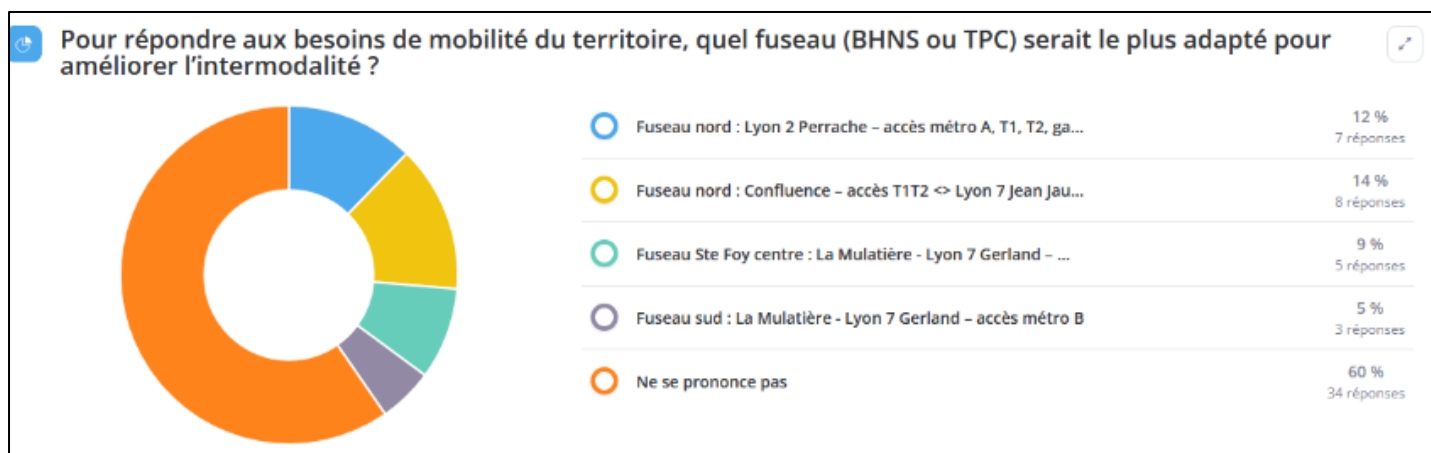 Pour répondre aux besoins de mobilité du territoire, quel fuseau (BHNS ou TPC) serait le plus adapté pour
améliorer l'intermodalité ?
Fuseau nord : Lyon 2 Perrache – accès métro A, T1, T2, ga...
12 %
7 réponses
Fuseau nord : Confluence – accès T1T2 <> Lyon 7 Jean Jau...
14 %
8 réponses
Fuseau Ste Foy centre : La Mulatière - Lyon 7 Gerland – ...
9 %
5 réponses
Fuseau sud : La Mulatière - Lyon 7 Gerland – accès métro B
5 %
3 réponses
Ne se prononce pas
60 %
34 réponses